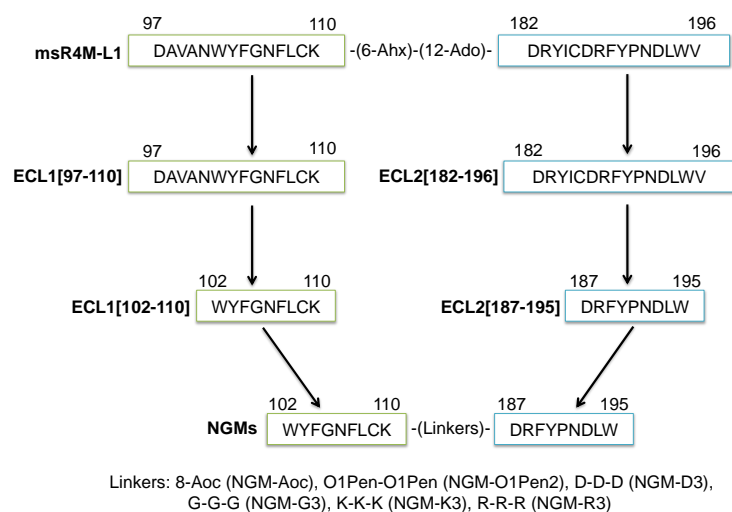 97 110 182 196
msR4M-L1 DAVANWYFGNFLCK -(6-Ahx)-(12-Ado)- DRYICDRFYPNDLWV
97 110 182 196
ECL1[97-110] DAVANWYFGNFLCK ECL2[182-196] DRYICDRFYPNDLWV
102 110 187 195
ECL1[102-110] WYFGNFLCK ECL2[187-195] DRFYPNDLW
102 110 187 195
NGMs WYFGNFLCK -(Linkers)- DRFYPNDLW
Linkers: 8-Aoc (NGM-Aoc), O1Pen-O1Pen (NGM-O1Pen2), D-D-D (NGM-D3),
G-G-G (NGM-G3), K-K-K (NGM-K3), R-R-R (NGM-R3)